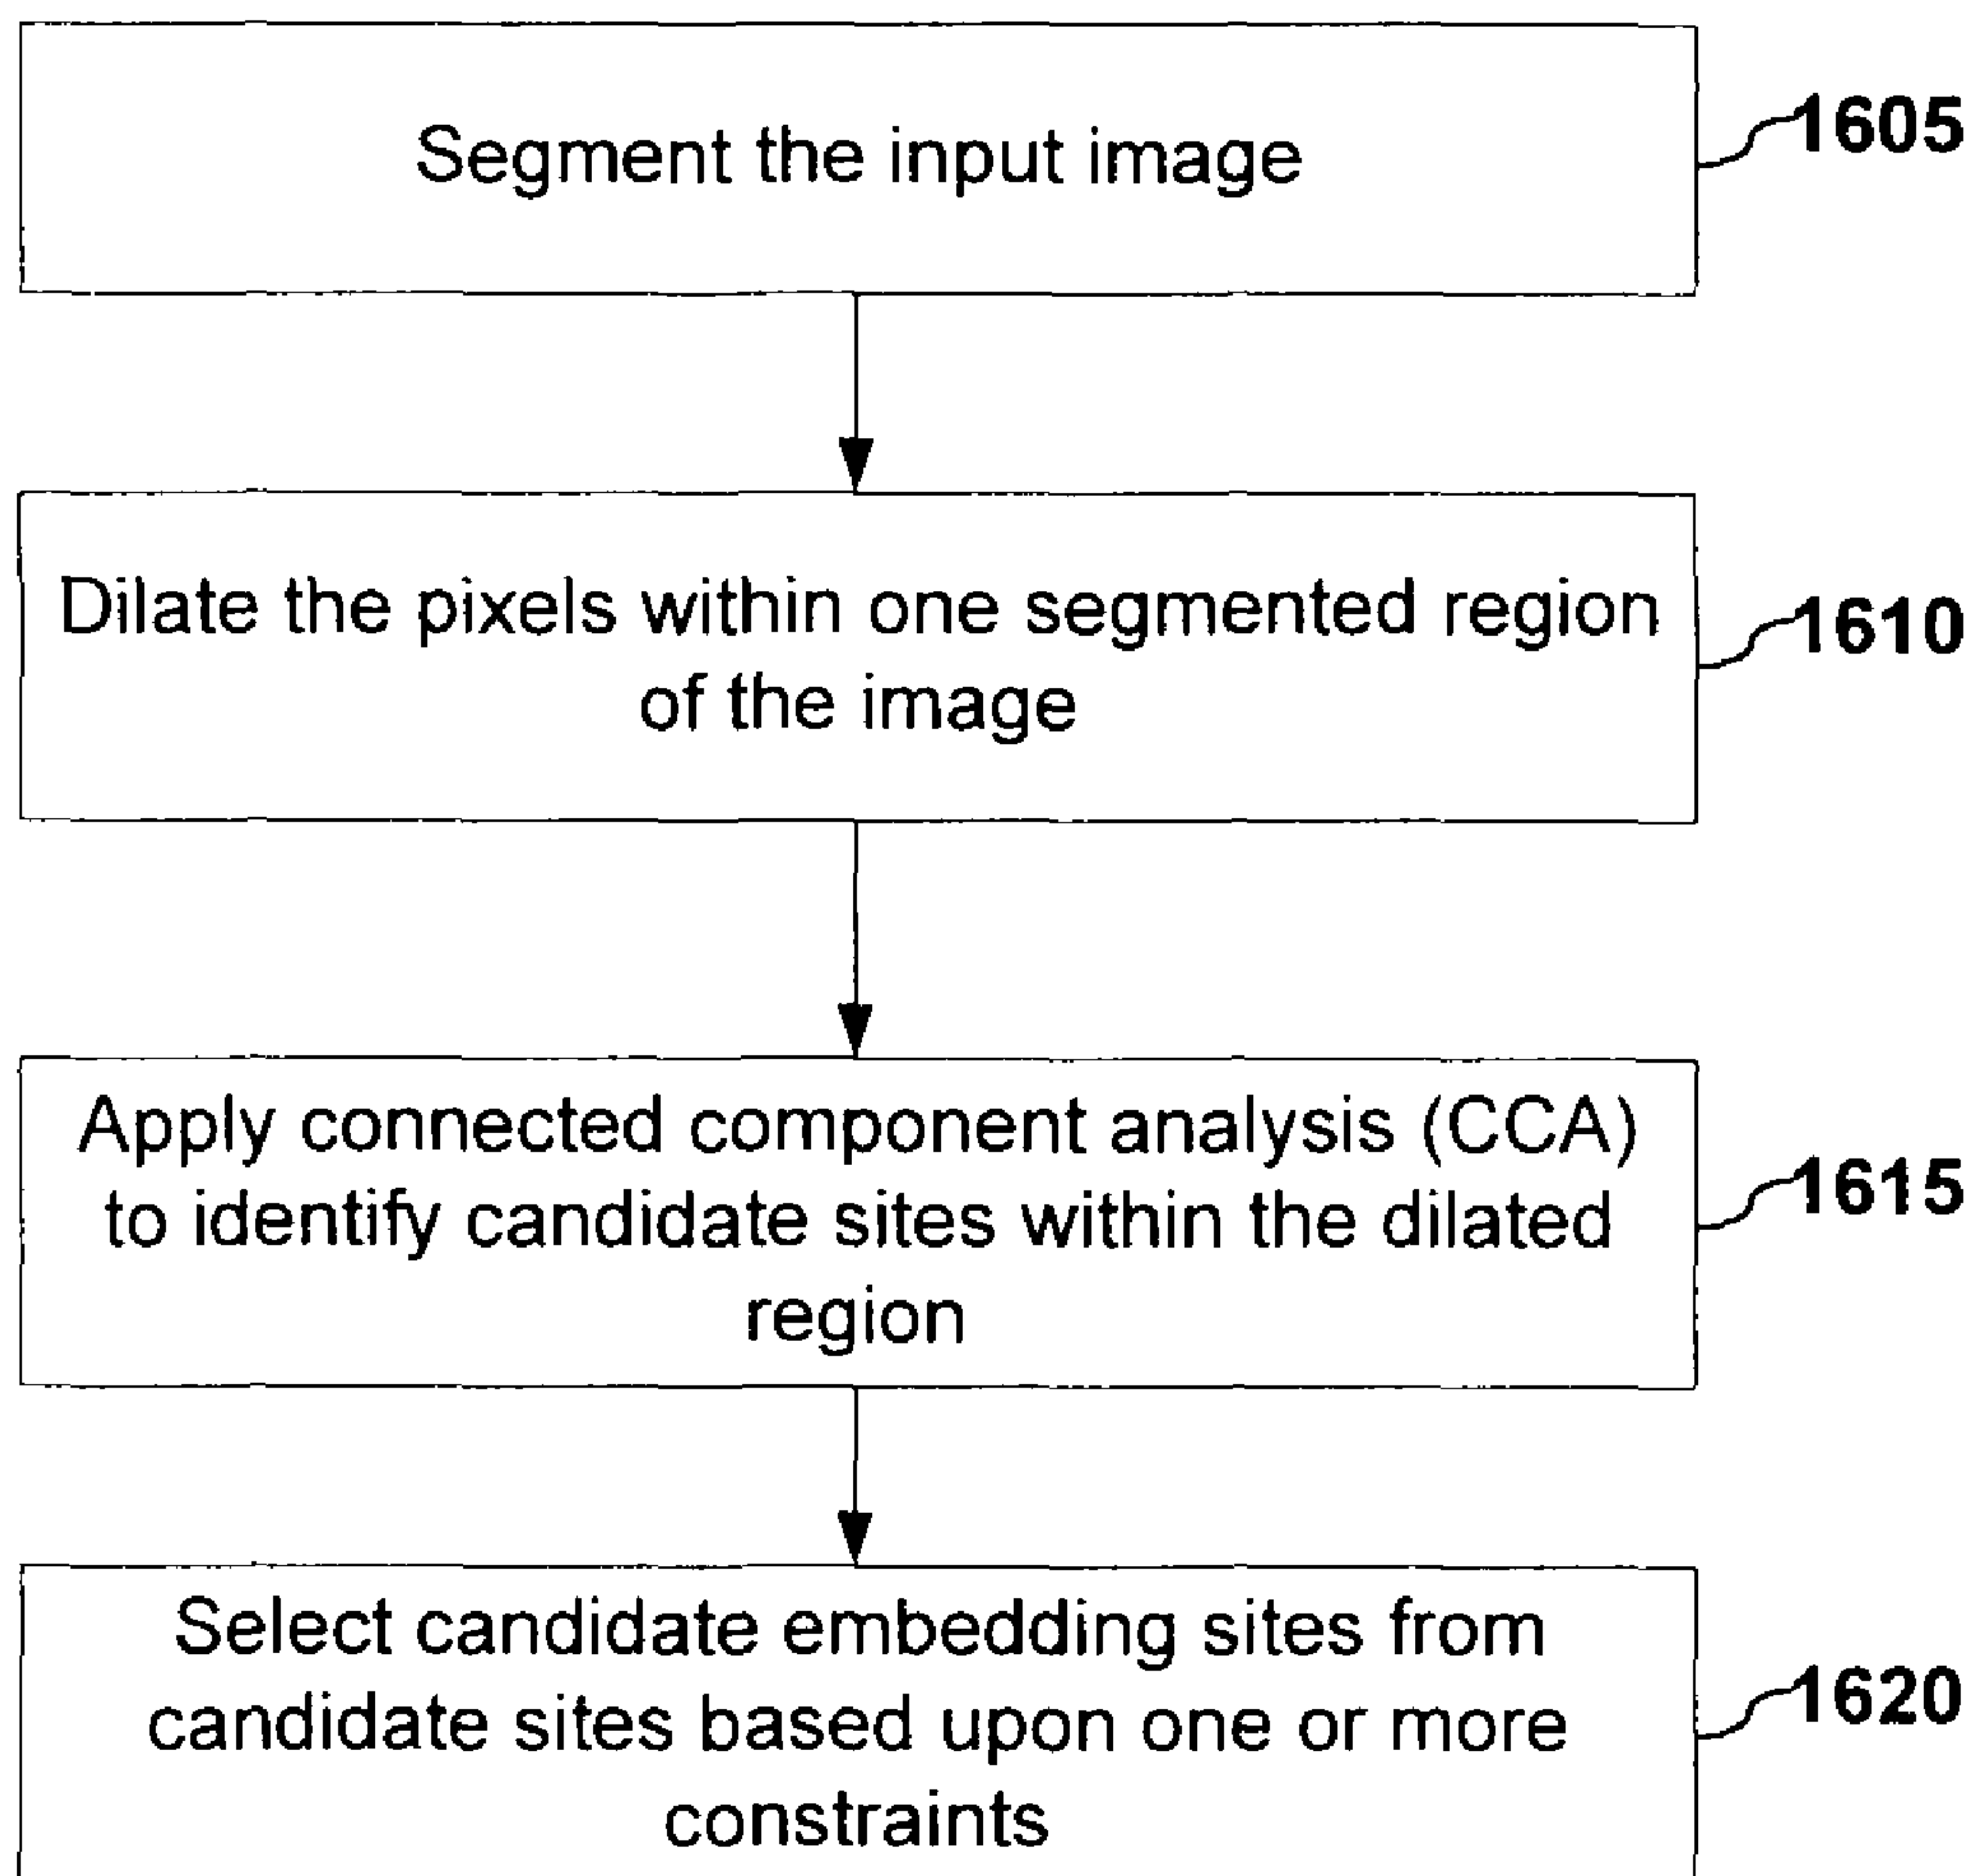 Segment the input image
1605
Dilate the pixels within one segmented region
of the image
1610
Apply connected component analysis (CCA)
to identify candidate sites within the dilated
region
1615
Select candidate embedding sites from
candidate sites based upon one or more
constraints
1620